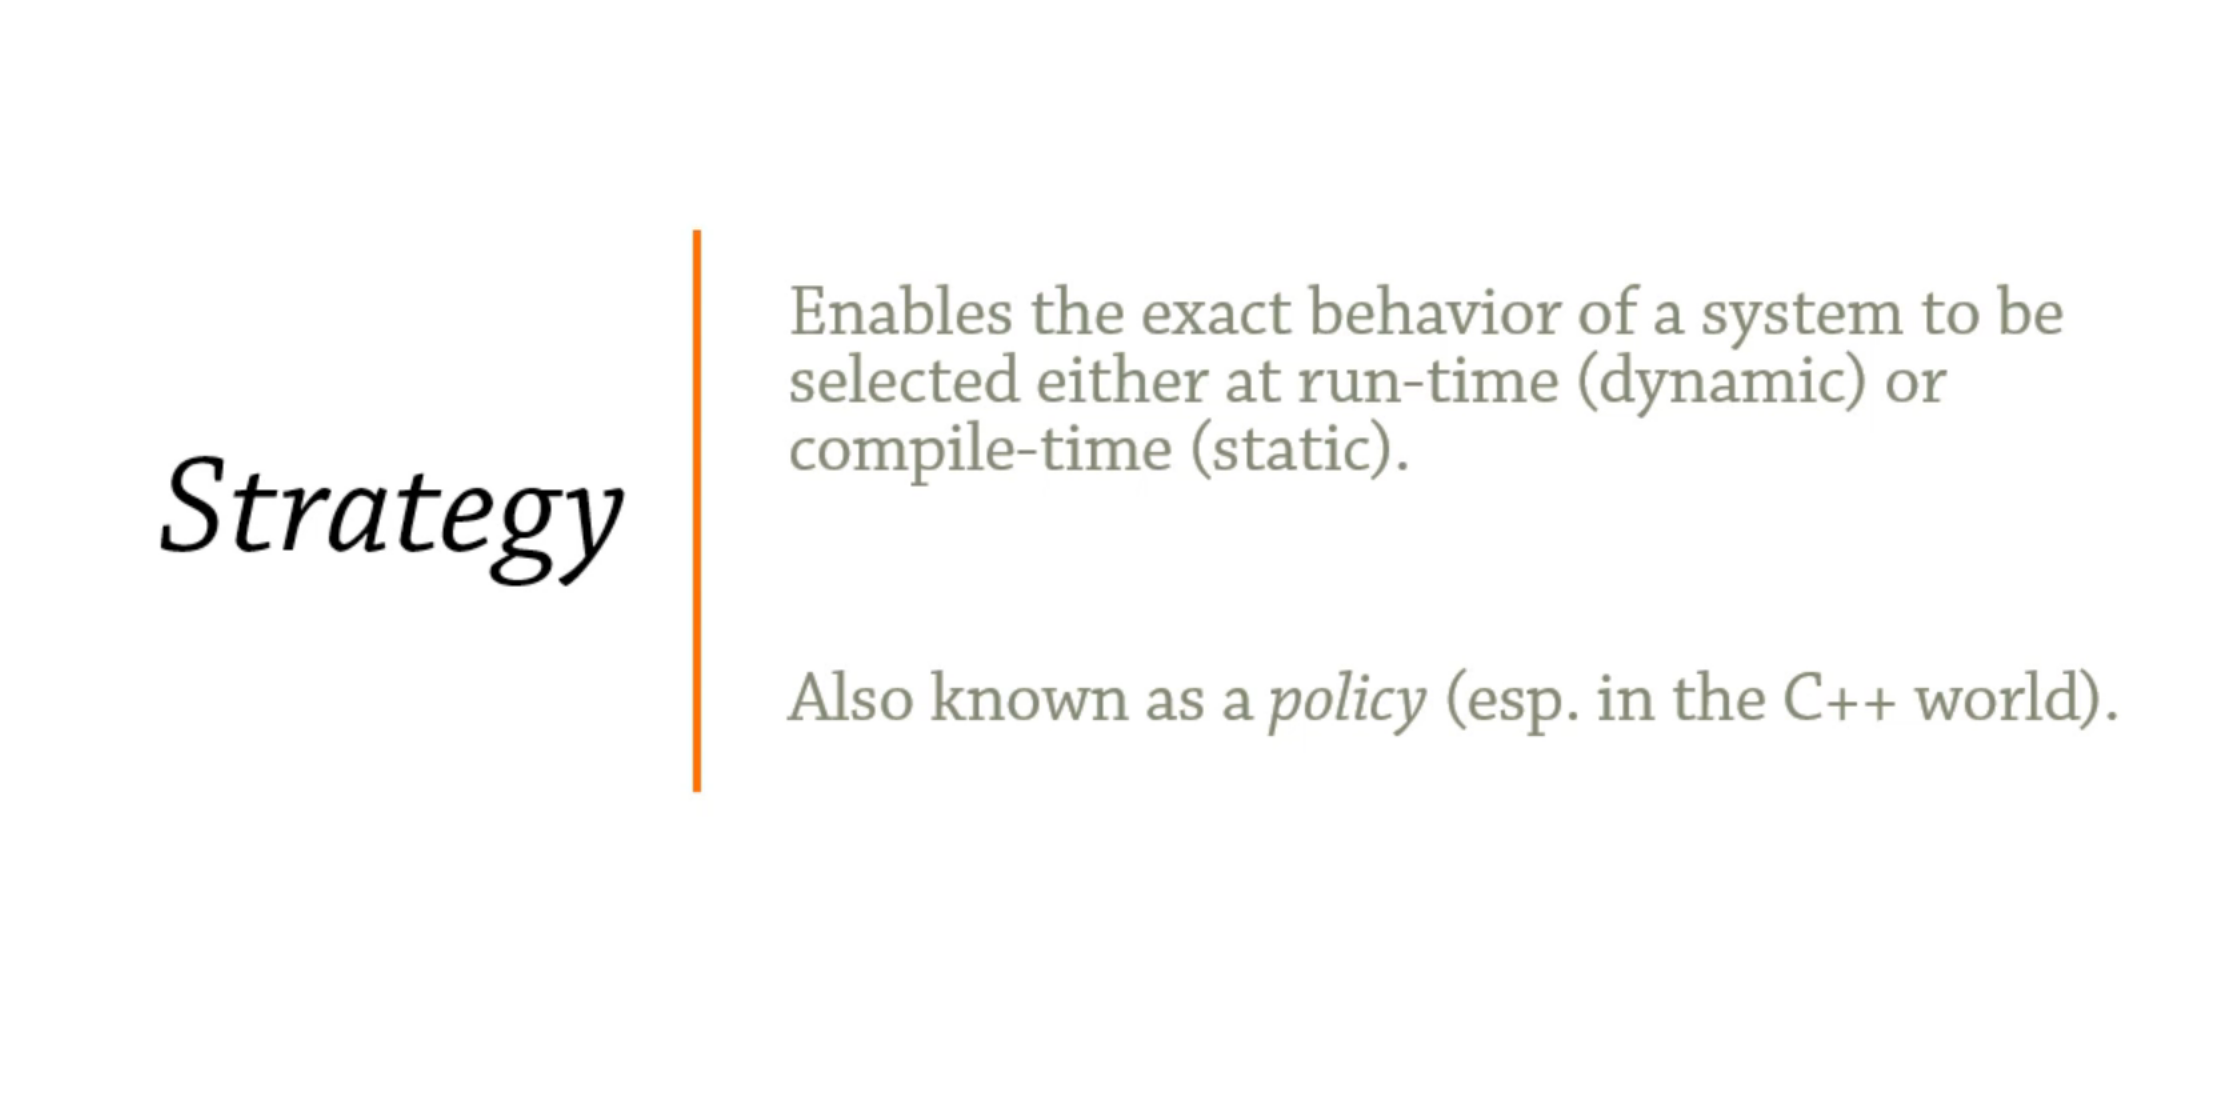 Strategy
Enables the exact behavior of a system to be
selected either at run-time (dynamic) or
compile-time (static).
Also known as a policy (esp. in the C++ world).